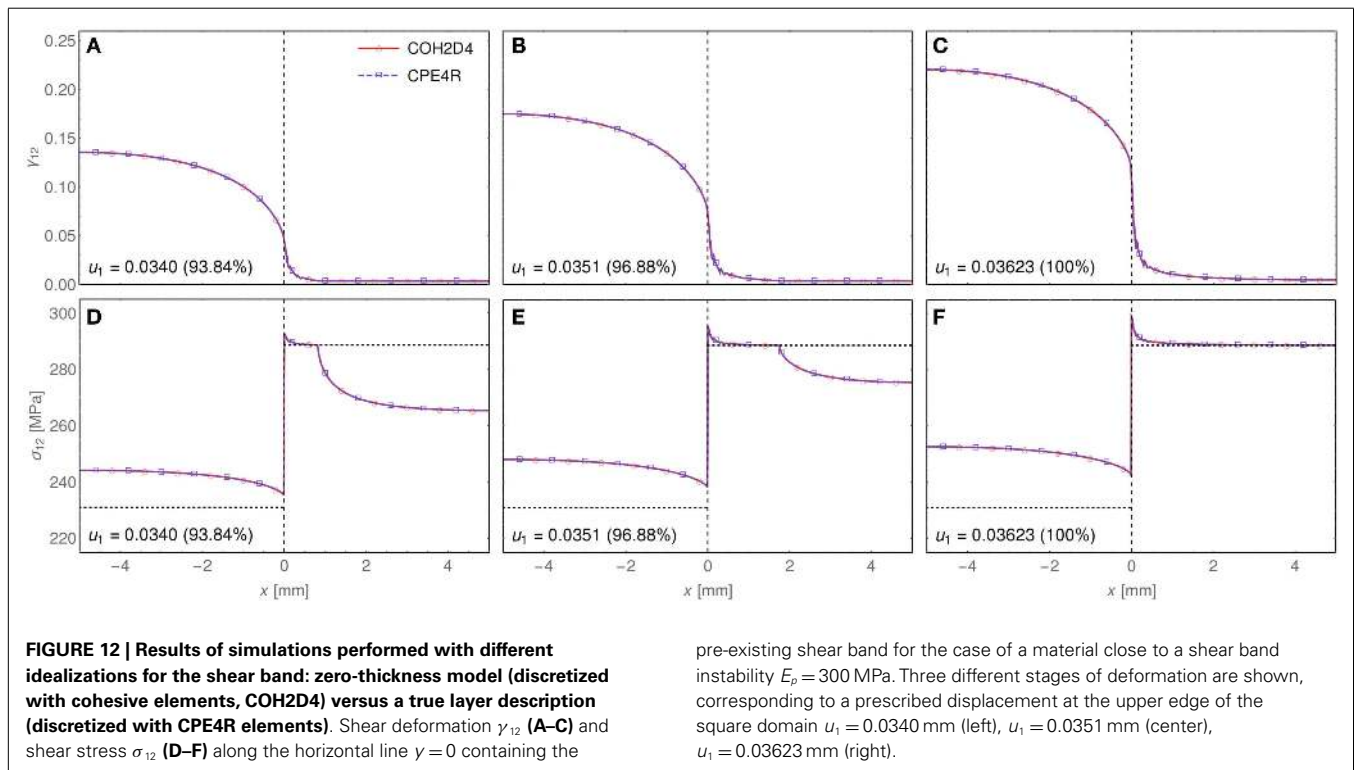 A
COH2D4
CPE4R
B
C
0.25
0.20
0.15
0.10
0.05
0.00
γ12
u1 = 0.0340 (93.84%)
u1 = 0.0351 (96.88%)
u1 = 0.03623 (100%)
D
E
F
300
280
260
240
220
σ12 [MPa]
u1 = 0.0340 (93.84%)
u1 = 0.0351 (96.88%)
u1 = 0.03623 (100%)
−4 −2 0 2 4
−4 −2 0 2 4
−4 −2 0 2 4
x [mm]
x [mm]
x [mm]
FIGURE 12 | Results of simulations performed with different
idealizations for the shear band: zero-thickness model (discretized
with cohesive elements, COH2D4) versus a true layer description
(discretized with CPE4R elements). Shear deformation γ12 (A–C) and
shear stress σ12 (D–F) along the horizontal line y = 0 containing the
pre-existing shear band for the case of a material close to a shear band
instability Ep = 300 MPa. Three different stages of deformation are shown,
corresponding to a prescribed displacement at the upper edge of the
square domain u1 = 0.0340 mm (left), u1 = 0.0351 mm (center),
u1 = 0.03623 mm (right).